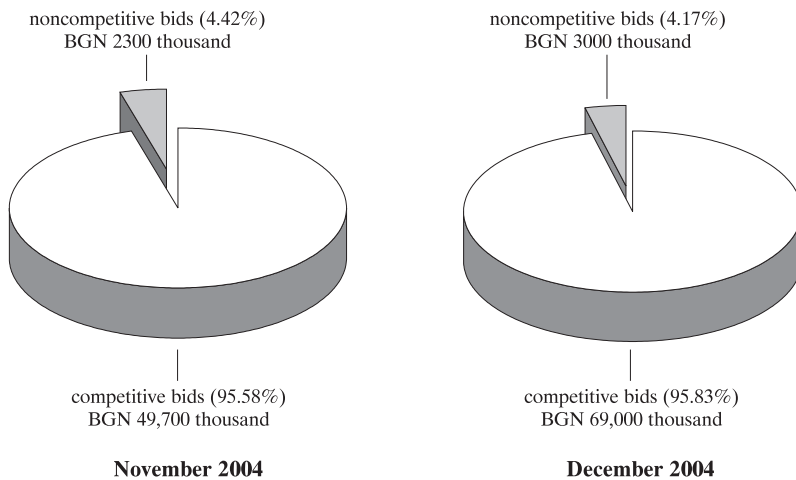 noncompetitive bids (4.42%)
BGN 2300 thousand
competitive bids (95.58%)
BGN 49,700 thousand
November 2004
noncompetitive bids (4.17%)
BGN 3000 thousand
competitive bids (95.83%)
BGN 69,000 thousand
December 2004